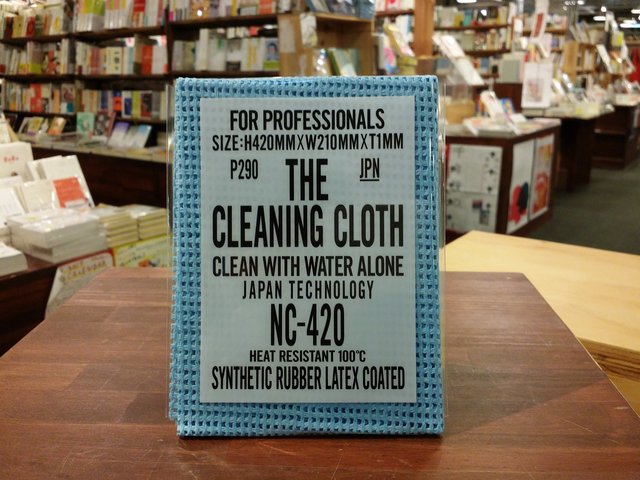 FOR PROFESSIONALS
SIZE:H420MMXW210MMXT1MM
P290 JPN
THE
CLEANING CLOTH
CLEAN WITH WATER ALONE
JAPAN TECHNOLOGY
NC-420
HEAT RESISTANT 100℃
SYNTHETIC RUBBER LATEX COATED